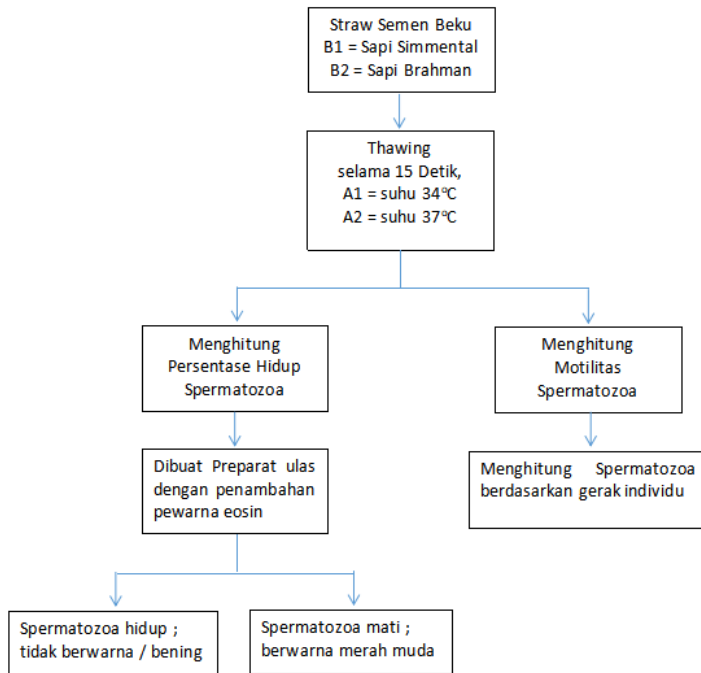 Straw Semen Beku
B1 = Sapi Simmental
B2 = Sapi Brahman
Thawing
selama 15 Detik,
A1 = suhu 34°C
A2 = suhu 37°C
Menghitung
Persentase Hidup
Spermatozoa
Menghitung
Motilitas
Spermatozoa
Dibuat Preparat ulas
dengan penambahan
pewarna eosin
Menghitung Spermatozoa
berdasarkan gerak individu
Spermatozoa hidup ;
tidak berwarna / bening
Spermatozoa mati ;
berwarna merah muda